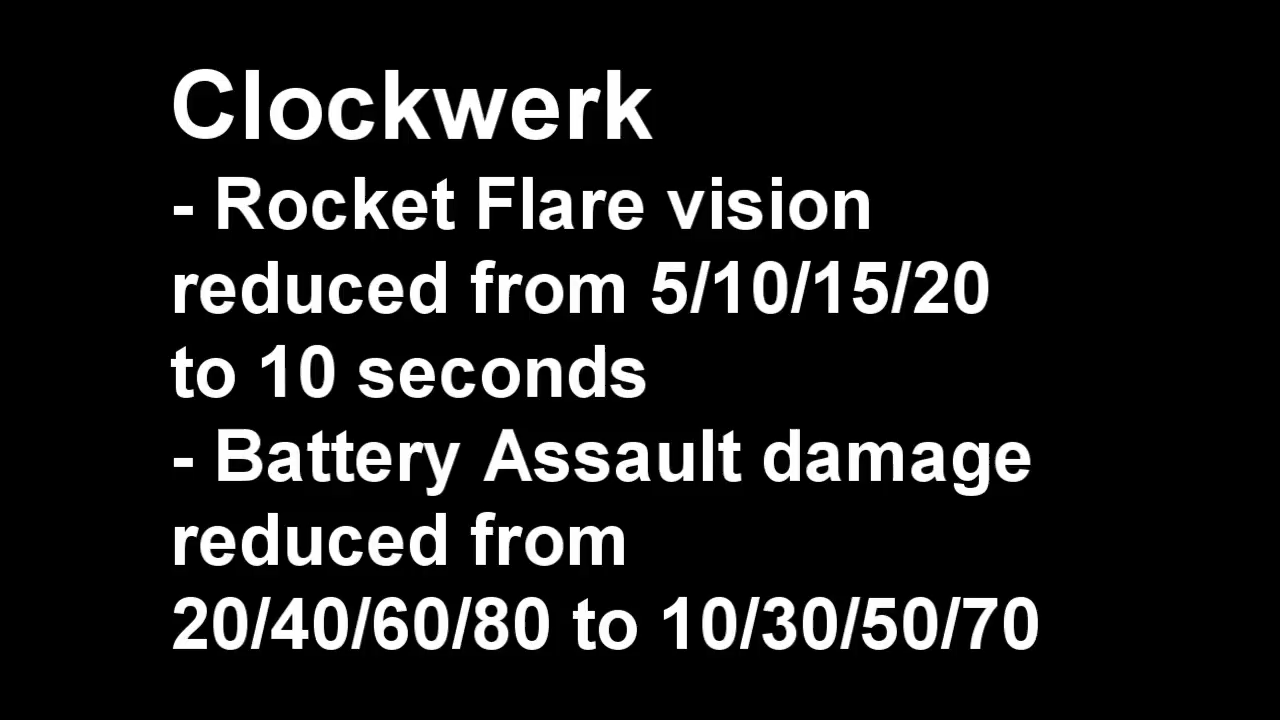 Clockwerk
- Rocket Flare vision
reduced from 5/10/15/20
to 10 seconds
- Battery Assault damage
reduced from
20/40/60/80 to 10/30/50/70